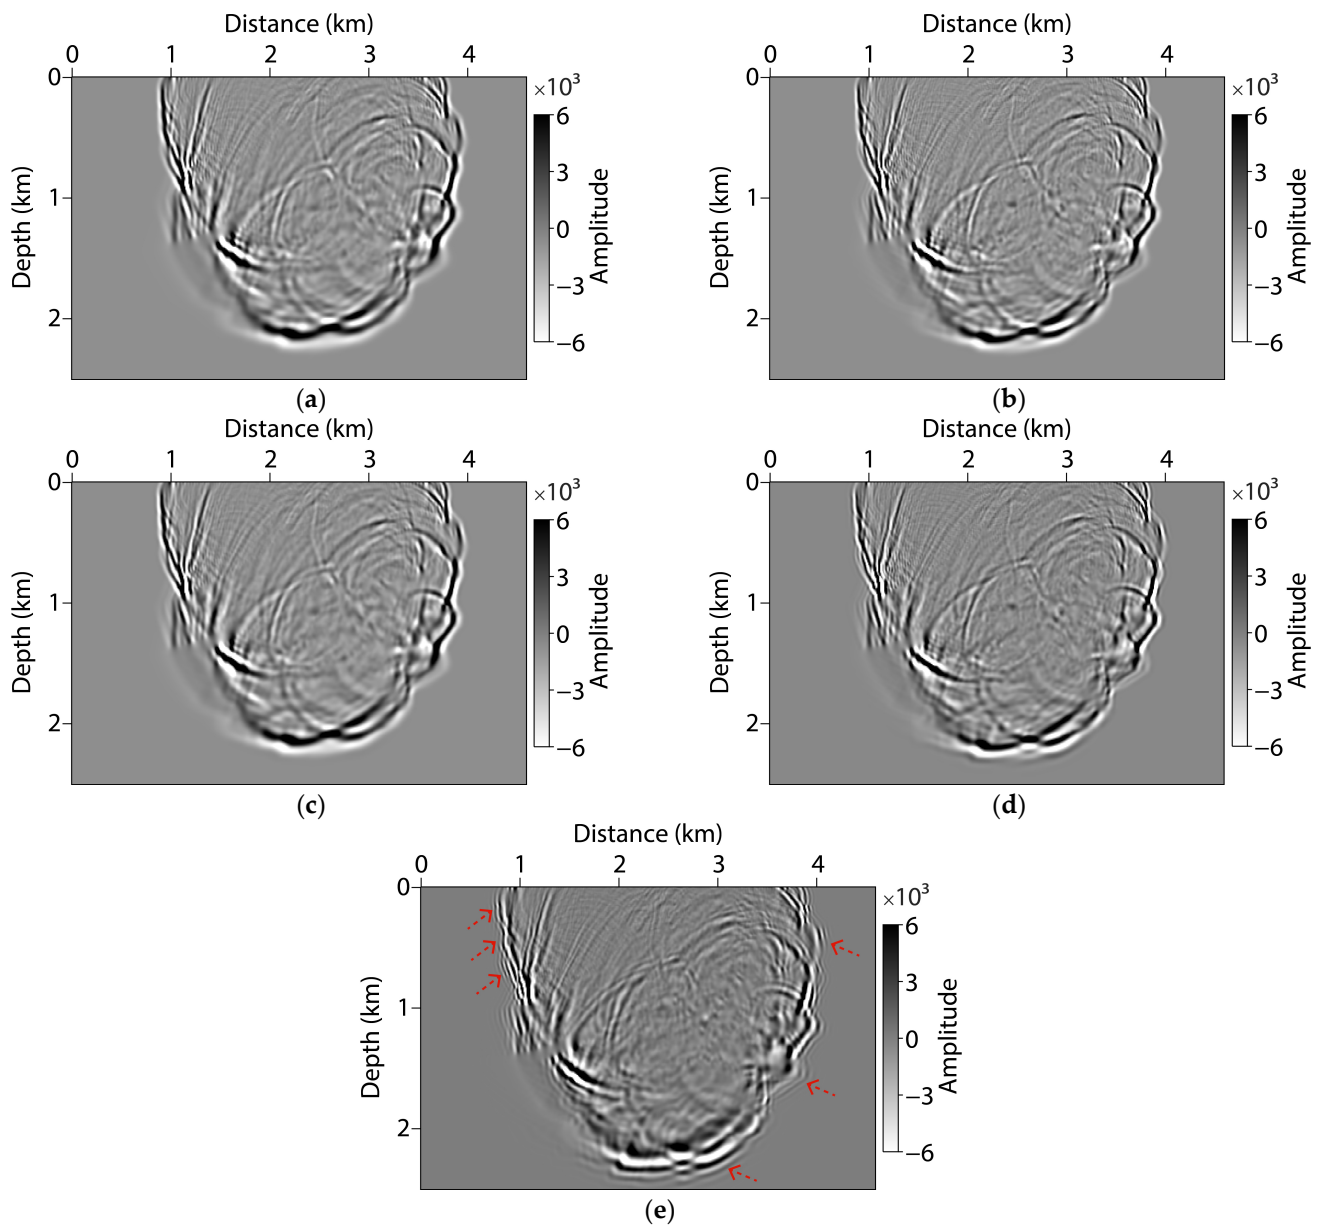 Distance (km) Distance (km)
0 1 2 3 4 0 1 2 3 4
0 ×10³ 0 ×10³
6 6
3 3
Depth (km) 1 0 Amplitude Depth (km) 1 0 Amplitude
−3 −3
2 −6 2 −6
(a) (b)
Distance (km) Distance (km)
0 1 2 3 4 0 1 2 3 4
0 ×10³ 0 ×10³
6 6
3 3
Depth (km) 1 0 Amplitude Depth (km) 1 0 Amplitude
−3 −3
2 −6 2 −6
(c) (d)
Distance (km)
0 1 2 3 4
0 ×10³
6
3
Depth (km) 1 0 Amplitude
−3
2 −6
(e)